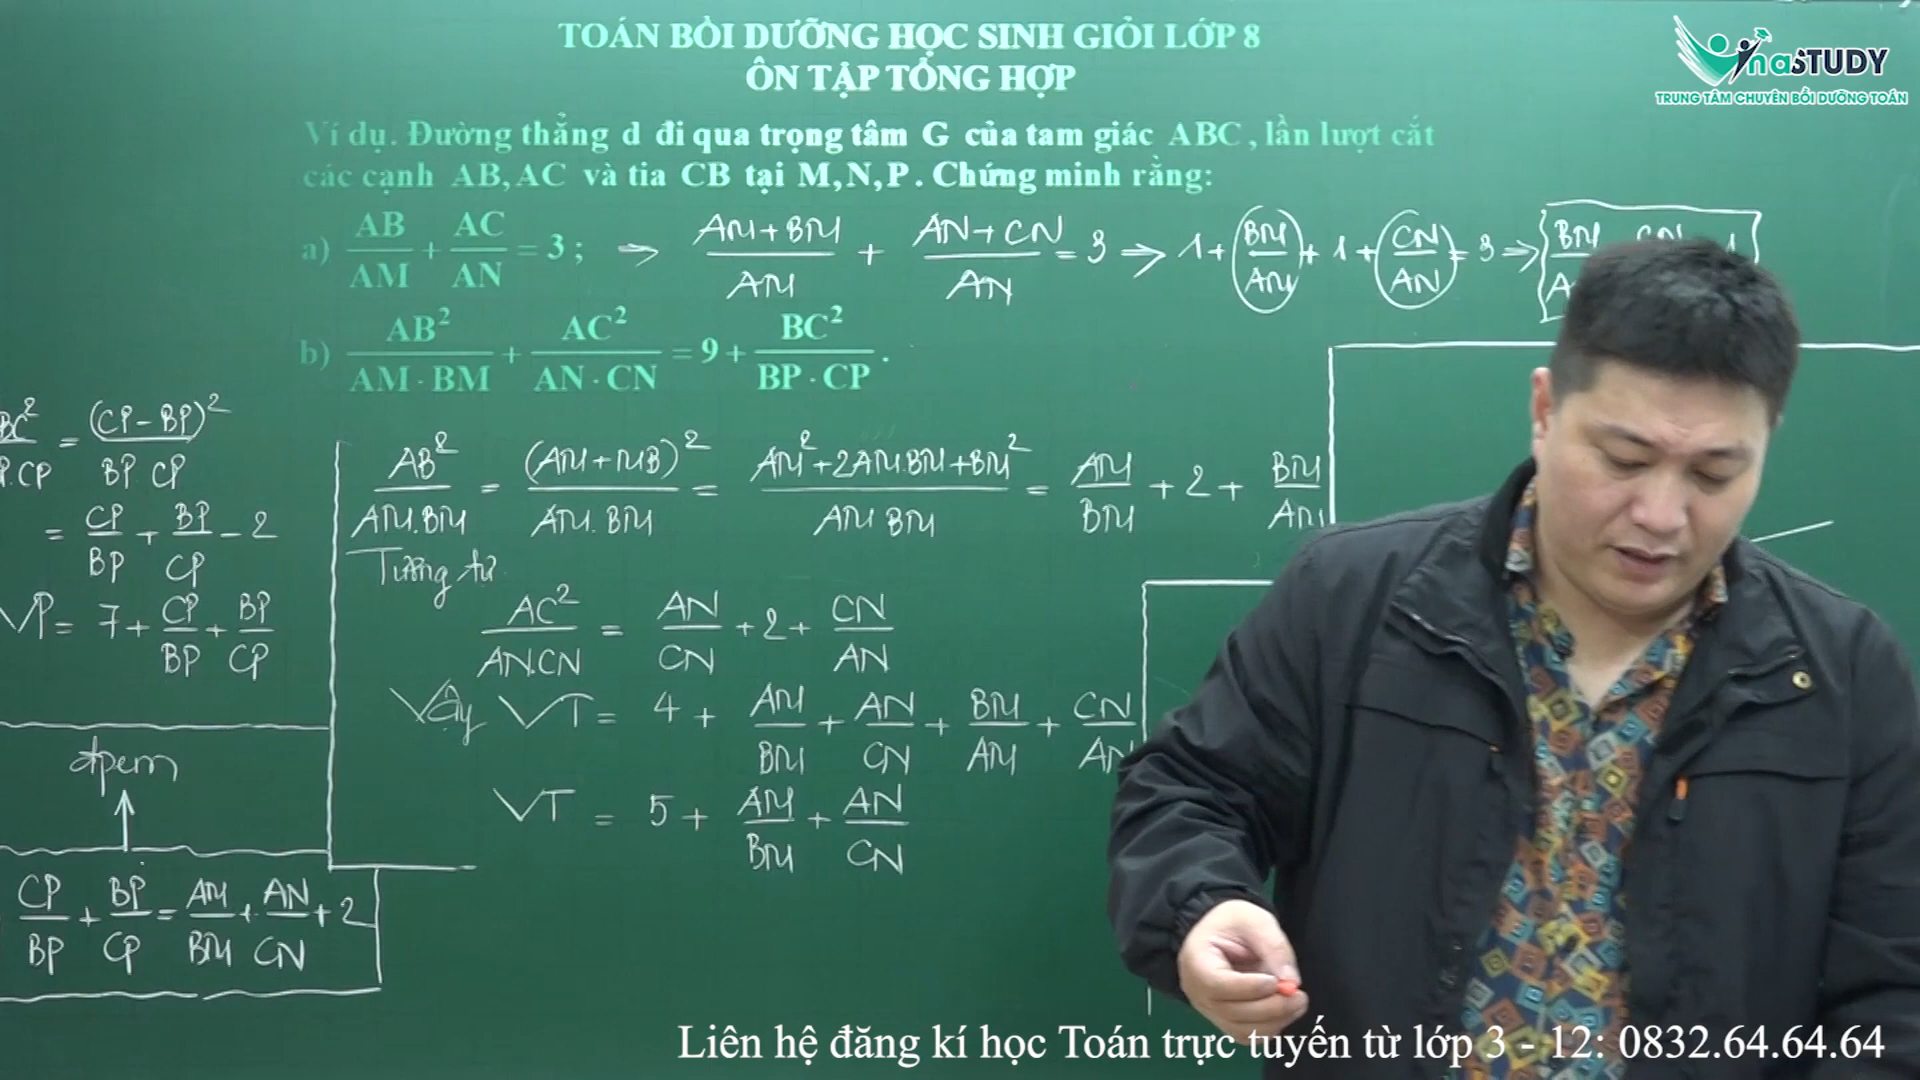 TOÁN BỒI DƯỠNG HỌC SINH GIỎI LỚP 8
ÔN TẬP TỔNG HỢP
inaSTUDY
TRUNG TÂM CHUYÊN BỒI DƯỠNG TOÁN
Ví dụ. Đường thẳng d đi qua trọng tâm G của tam giác ABC, lần lượt cắt
các cạnh AB, AC và tia CB tại M, N, P. Chứng minh rằng:
a) AB/AM + AC/AN = 3; ⇒ (AM + BM)/AM + (AN + CN)/AN = 3 ⇒ 1 + BM/AM + 1 + CN/AN = 3 ⇒ BM
b) AB²/(AM · BM) + AC²/(AN · CN) = 9 + BC²/(BP · CP).
BC²/P.CP = (CP - BP)²/(BP CP)
= CP/BP + BP/CP - 2
VP = 7 + CP/BP + BP/CP
đpcm
CP/BP + BP/CP = AM/BM + AN/CN + 2
AB²/(AM.BM) = (AM + MB)²/(AM.BM) = (AM² + 2AM.BM + BM²)/(AM BM) = AM/BM + 2 + BM/AM
Tương tự
AC²/(AN.CN) = AN/CN + 2 + CN/AN
Vậy VT = 4 + AM/BM + AN/CN + BM/AM + CN/AN
VT = 5 + AM/BM + AN/CN
Liên hệ đăng kí học Toán trực tuyến từ lớp 3 - 12: 0832.64.64.64